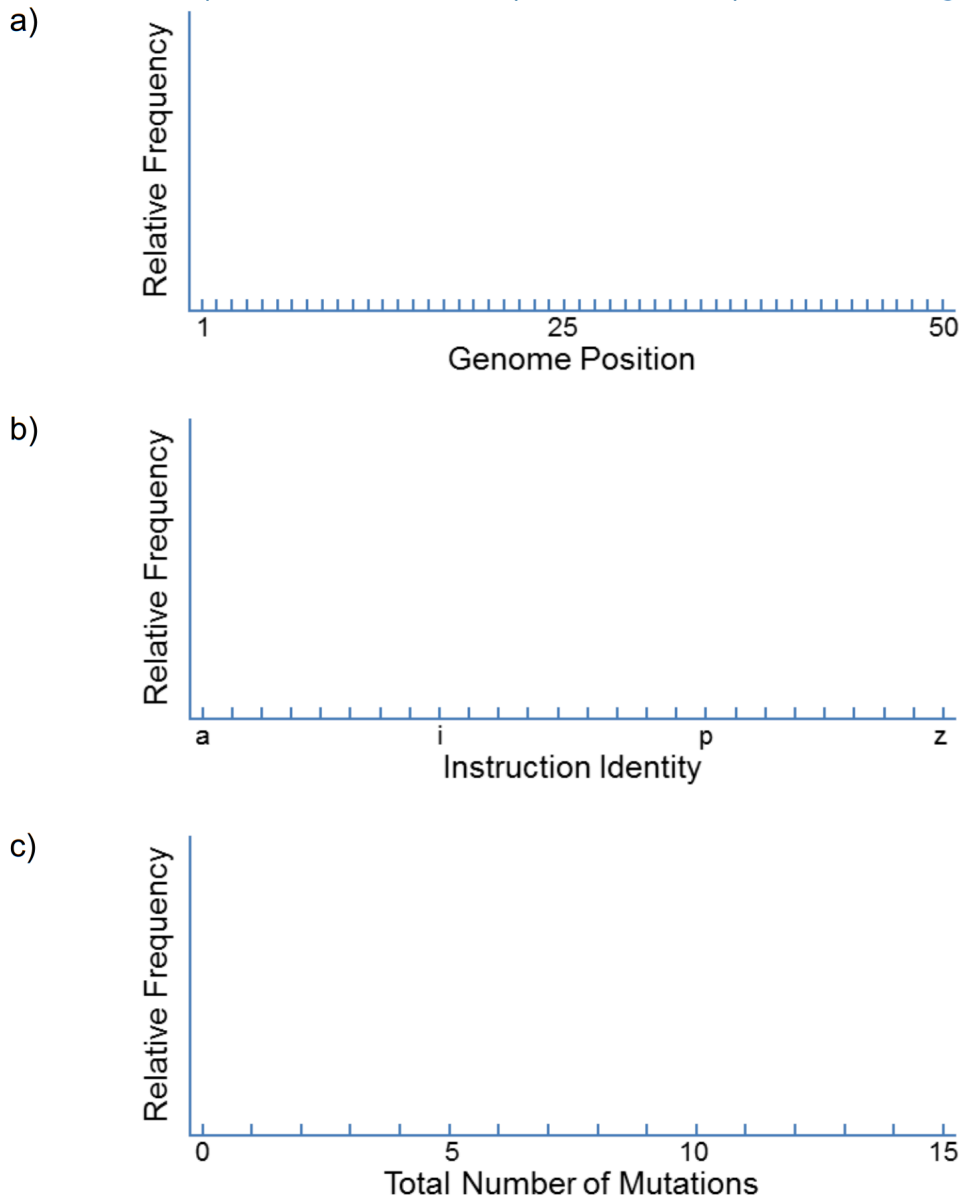 a)
Relative Frequency
1 25 50
Genome Position
b)
Relative Frequency
a i p z
Instruction Identity
c)
Relative Frequency
0 5 10 15
Total Number of Mutations